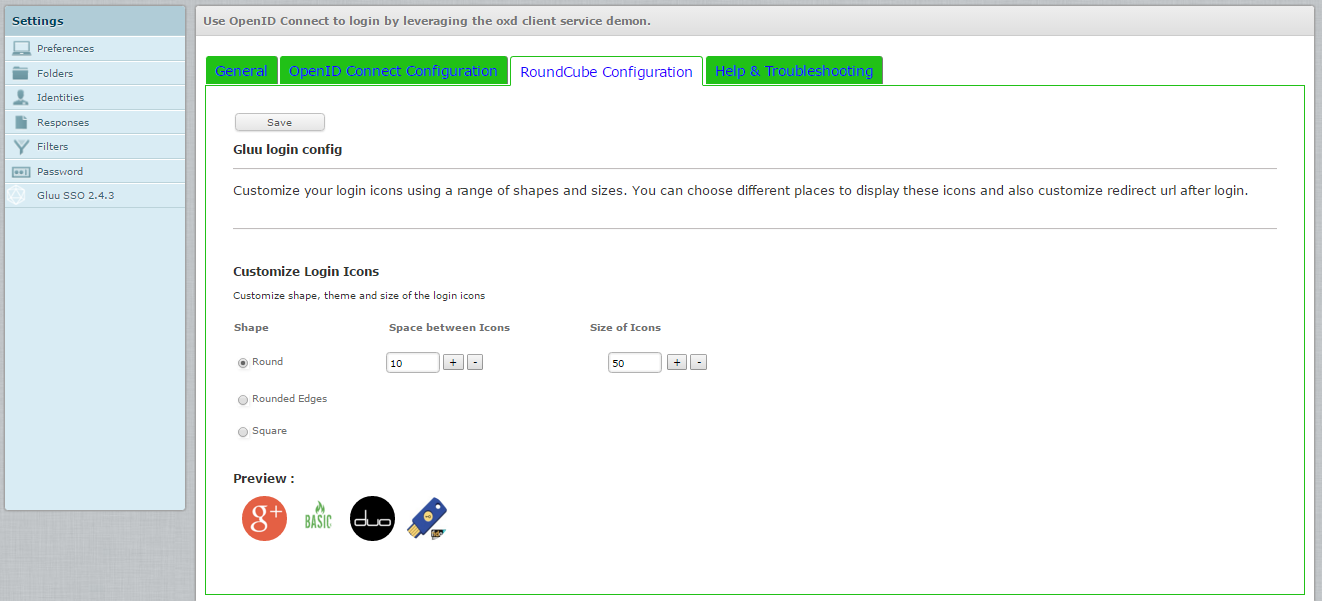 Settings
Preferences
Folders
Identities
Responses
Filters
Password
Gluu SSO 2.4.3
Use OpenID Connect to login by leveraging the oxd client service demon.
General OpenID Connect Configuration RoundCube Configuration Help & Troubleshooting
Save
Gluu login config
Customize your login icons using a range of shapes and sizes. You can choose different places to display these icons and also customize redirect url after login.
Customize Login Icons
Customize shape, theme and size of the login icons
Shape Space between Icons Size of Icons
Round 10 + - 50 + -
Rounded Edges
Square
Preview :
g+ BASIC duo